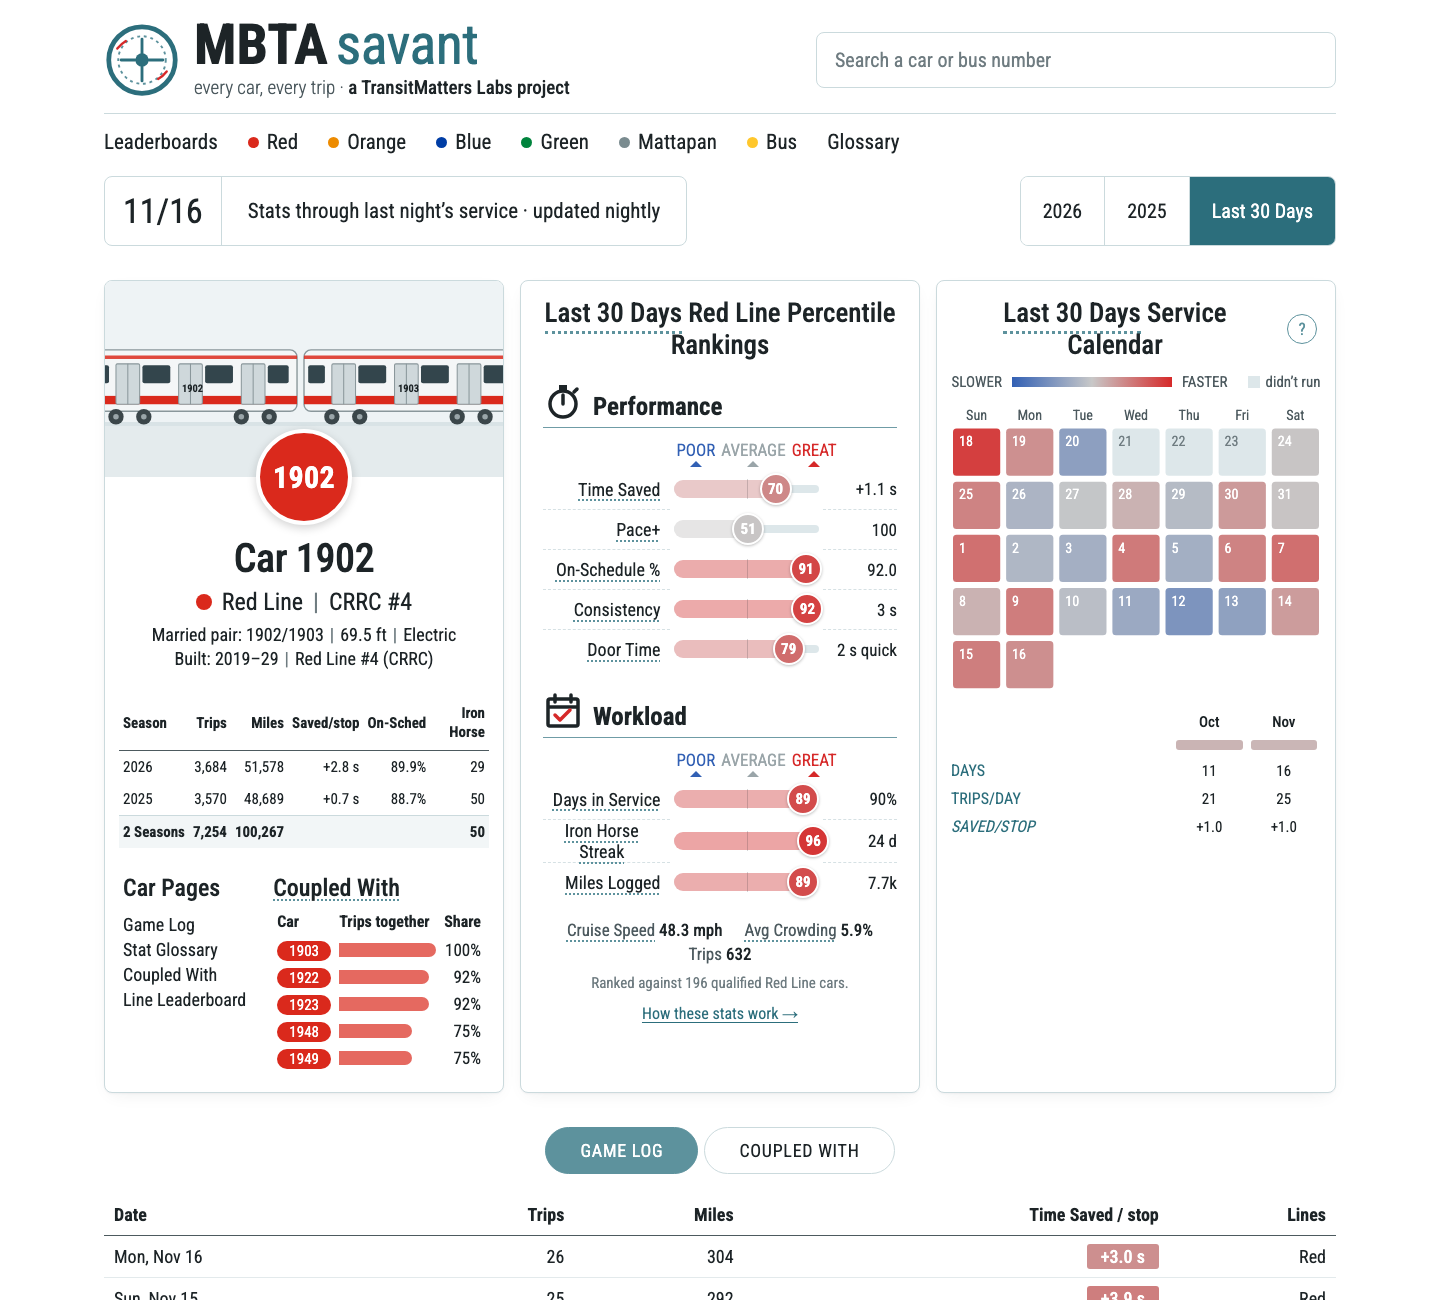 MBTA savant
every car, every trip · a TransitMatters Labs project
Search a car or bus number
Leaderboards Red Orange Blue Green Mattapan Bus Glossary
11/16 Stats through last night’s service · updated nightly
2026 2025 Last 30 Days
1902 1903
1902
Car 1902
Red Line | CRRC #4
Married pair: 1902/1903 | 69.5 ft | Electric
Built: 2019–29 | Red Line #4 (CRRC)
Season Trips Miles Saved/stop On-Sched Iron Horse
2026 3,684 51,578 +2.8 s 89.9% 29
2025 3,570 48,689 +0.7 s 88.7% 50
2 Seasons 7,254 100,267 50
Car Pages
Game Log
Stat Glossary
Coupled With
Line Leaderboard
Coupled With
Car Trips together Share
1903 100%
1922 92%
1923 92%
1948 75%
1949 75%
Last 30 Days Red Line Percentile
Rankings
Performance
POOR AVERAGE GREAT
Time Saved 70 +1.1 s
Pace+ 51 100
On-Schedule % 91 92.0
Consistency 92 3 s
Door Time 79 2 s quick
Workload
POOR AVERAGE GREAT
Days in Service 89 90%
Iron Horse
Streak 96 24 d
Miles Logged 89 7.7k
Cruise Speed 48.3 mph Avg Crowding 5.9%
Trips 632
Ranked against 196 qualified Red Line cars.
How these stats work →
Last 30 Days Service
Calendar
?
SLOWER FASTER didn’t run
Sun Mon Tue Wed Thu Fri Sat
18 19 20 21 22 23 24
25 26 27 28 29 30 31
1 2 3 4 5 6 7
8 9 10 11 12 13 14
15 16
Oct Nov
DAYS 11 16
TRIPS/DAY 21 25
SAVED/STOP +1.0 +1.0
GAME LOG COUPLED WITH
Date Trips Miles Time Saved / stop Lines
Mon, Nov 16 26 304 +3.0 s Red
Sun, Nov 15 25 292 +3.9 s Red